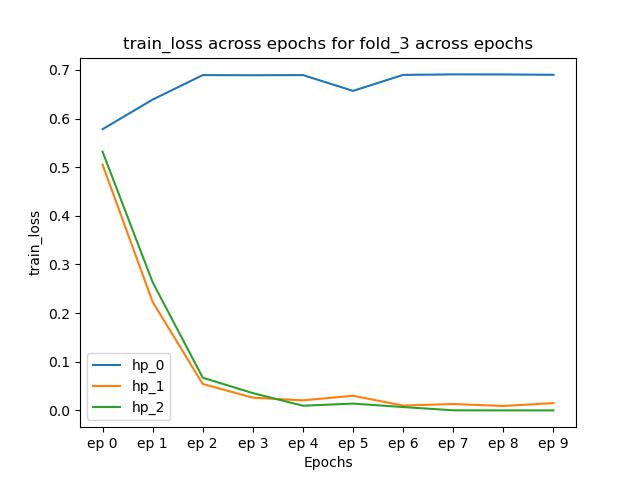 train_loss across epochs for fold_3 across epochs
train_loss
0.7
0.6
0.5
0.4
0.3
0.2
0.1
0.0
hp_0
hp_1
hp_2
ep 0 ep 1 ep 2 ep 3 ep 4 ep 5 ep 6 ep 7 ep 8 ep 9
Epochs